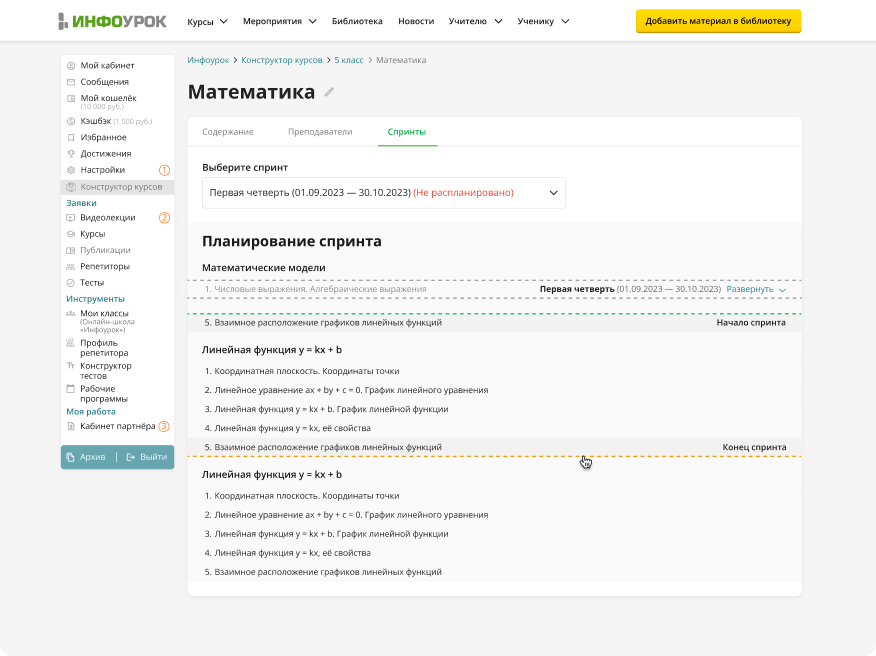 ИНФОУРОК
Курсы Мероприятия Библиотека Новости Учителю Ученику
Добавить материал в библиотеку
Мой кабинет
Сообщения
Мой кошелёк
(10 000 руб.)
Кэшбэк (1 500 руб.)
Избранное
Достижения
Настройки 1
Конструктор курсов
Заявки
Видеолекции 2
Курсы
Публикации
Репетиторы
Тесты
Инструменты
Мои классы
(Онлайн-школа
«Инфоурок»)
Профиль
репетитора
Конструктор
тестов
Рабочие
программы
Моя работа
Кабинет партнёра 3
Архив | Выйти
Инфоурок > Конструктор курсов > 5 класс > Математика
Математика
Содержание Преподаватели Спринты
Выберите спринт
Первая четверть (01.09.2023 — 30.10.2023) (Не распланировано)
Планирование спринта
Математические модели
1. Числовые выражения. Алгебраические выражения Первая четверть (01.09.2023 — 30.10.2023) Развернуть
5. Взаимное расположение графиков линейных функций Начало спринта
Линейная функция y = kx + b
1. Координатная плоскость. Координаты точки
2. Линейное уравнение ax + by + c = 0. График линейного уравнения
3. Линейная функция y = kx + b. График линейной функции
4. Линейная функция y = kx, её свойства
5. Взаимное расположение графиков линейных функций Конец спринта
Линейная функция y = kx + b
1. Координатная плоскость. Координаты точки
2. Линейное уравнение ax + by + c = 0. График линейного уравнения
3. Линейная функция y = kx + b. График линейной функции
4. Линейная функция y = kx, её свойства
5. Взаимное расположение графиков линейных функций